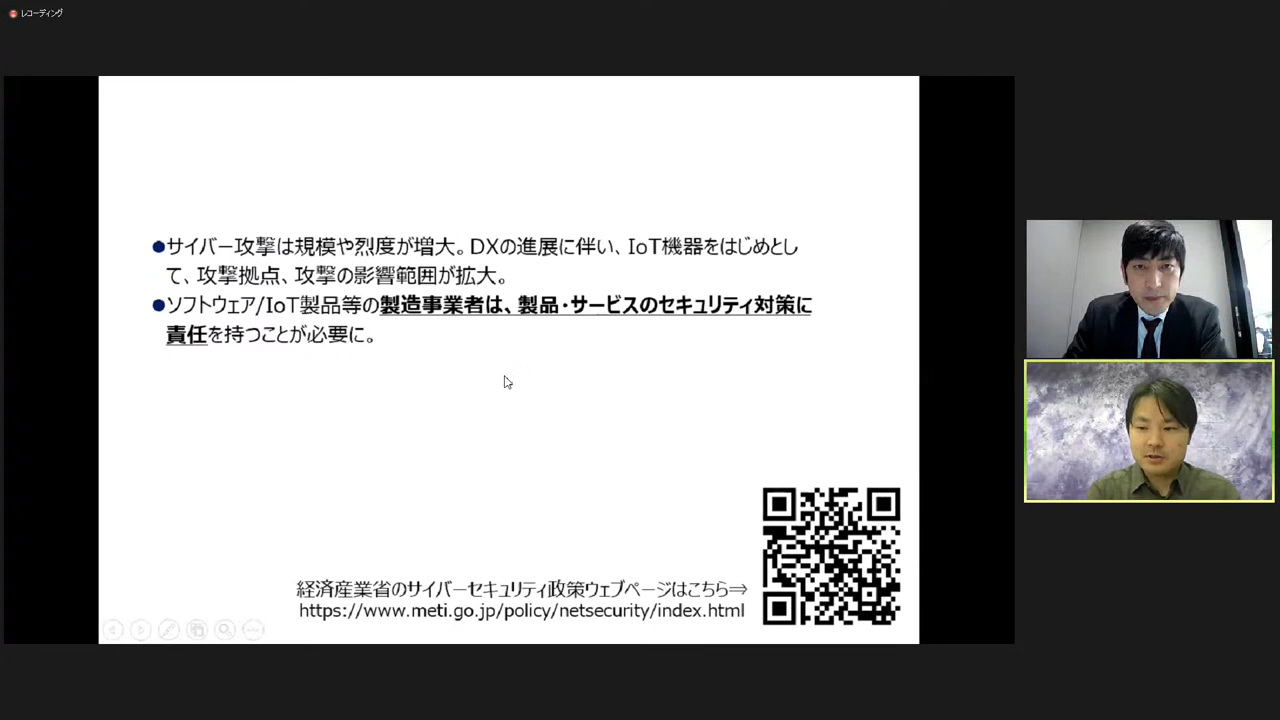 レコーディング
●サイバー攻撃は規模や烈度が増大。DXの進展に伴い、IoT機器をはじめとし
て、攻撃拠点、攻撃の影響範囲が拡大。
●ソフトウェア/IoT製品等の製造事業者は、製品・サービスのセキュリティ対策に
責任を持つことが必要に。
経済産業省のサイバーセキュリティ政策ウェブページはこちら⇒
https://www.meti.go.jp/policy/netsecurity/index.html